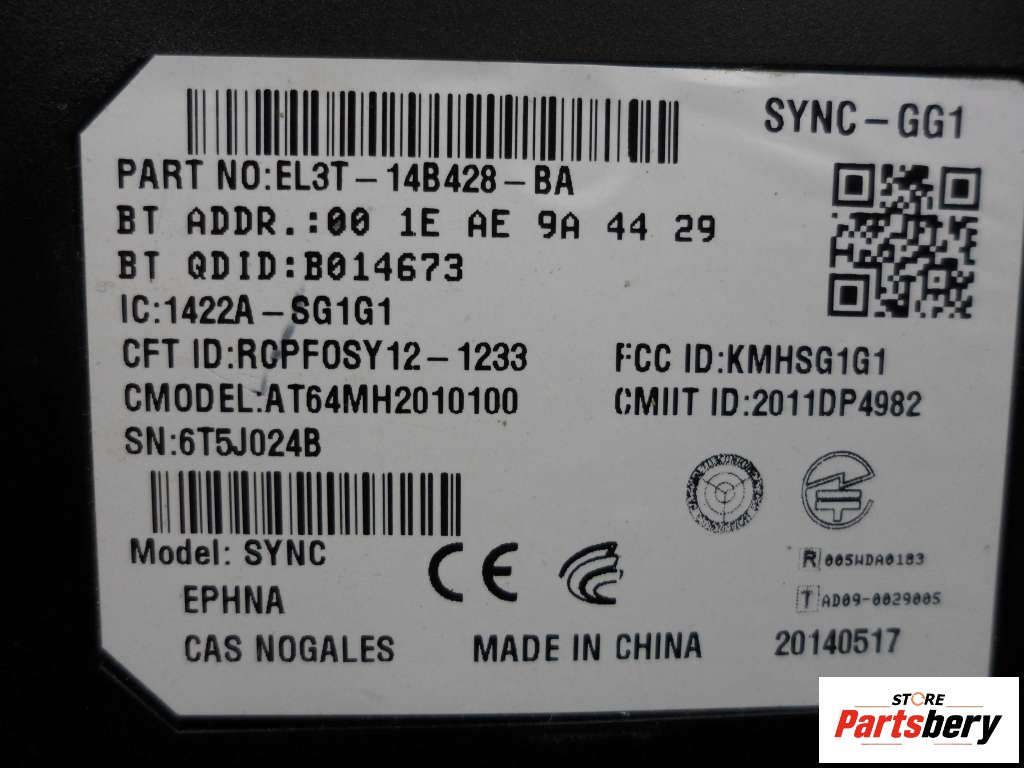 SYNC-GG1
PART NO:EL3T-14B428-BA
BT ADDR.:00 1E AE 9A 44 29
BT QDID:B014673
IC:1422A-SG1G1
CFT ID:RCPFOSY12-1233
FCC ID:KMHSG1G1
CMODEL:AT64MH2010100
CMIIT ID:2011DP4982
SN:6T5J024B
Model: SYNC
CE
R 005WDA0183
EPHNA
T AD09-0029005
CAS NOGALES
MADE IN CHINA
20140517
STORE
Partsbery